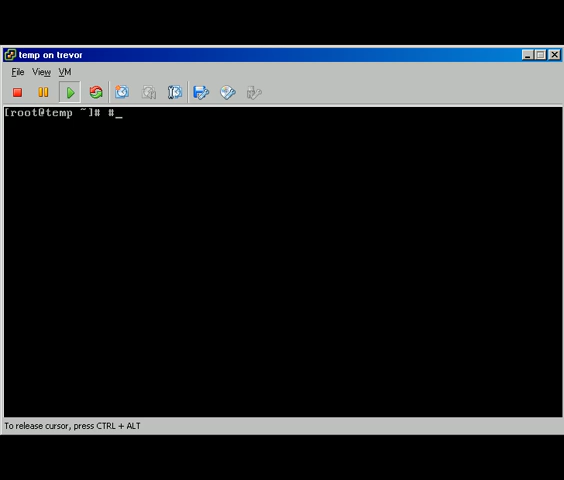 temp on trevor
File View VM
[root@temp ~]# #_
To release cursor, press CTRL + ALT